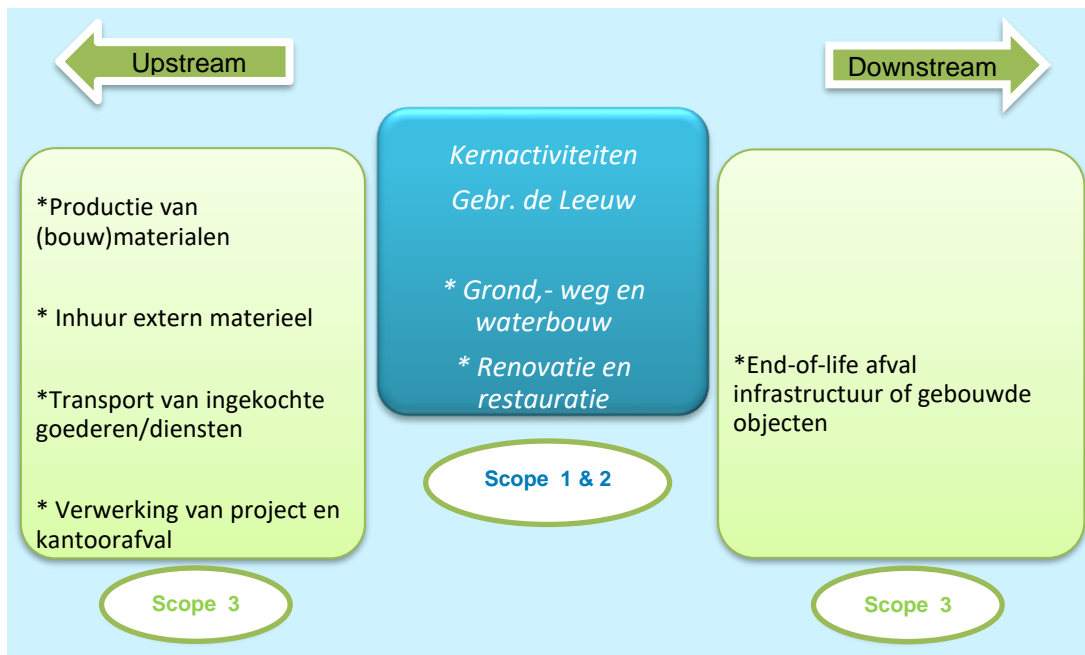 Upstream
Downstream
*Productie van
(bouw)materialen
* Inhuur extern materieel
*Transport van ingekochte
goederen/diensten
* Verwerking van project en
kantoorafval
Scope 3
Kernactiviteiten
Gebr. de Leeuw
* Grond,- weg en
waterbouw
* Renovatie en
restauratie
Scope 1 & 2
*End-of-life afval
infrastructuur of gebouwde
objecten
Scope 3